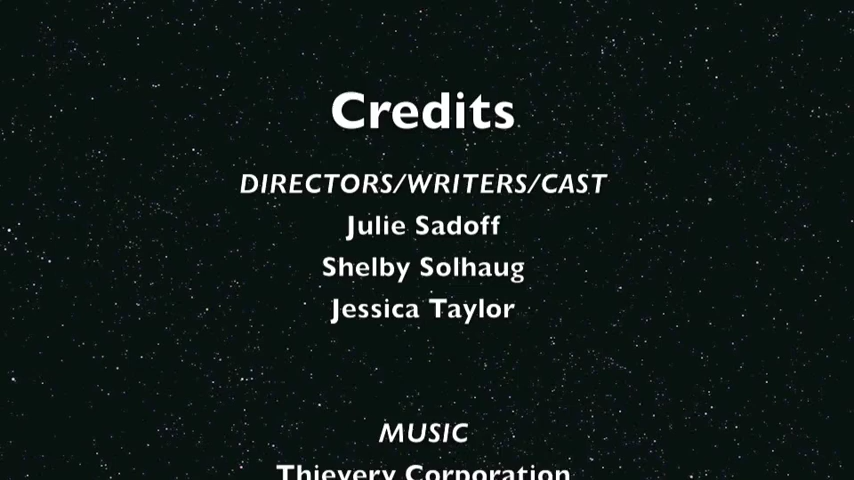 Credits
DIRECTORS/WRITERS/CAST
Julie Sadoff
Shelby Solhaug
Jessica Taylor
MUSIC
Thievery Corporation